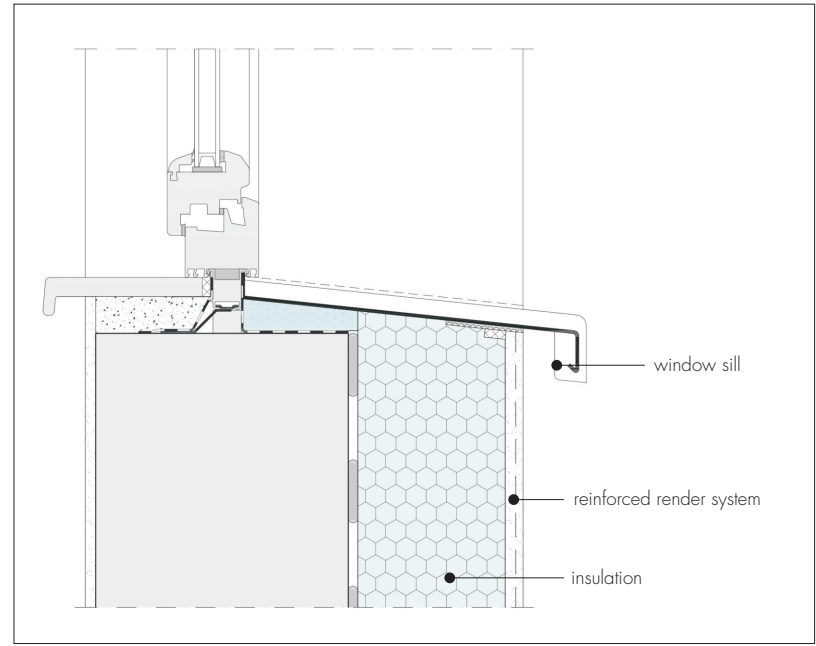 window sill
reinforced render system
insulation